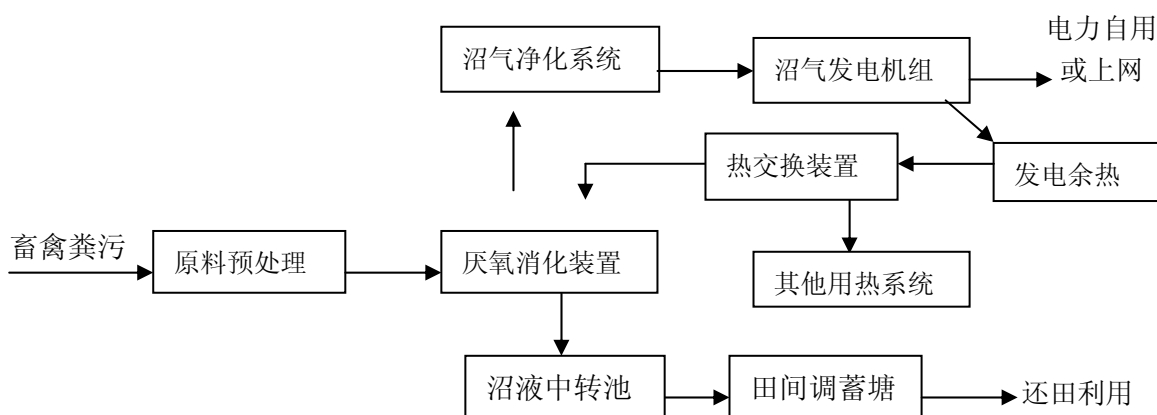 电力自用
或上网
沼气净化系统
沼气发电机组
热交换装置
发电余热
畜禽粪污
原料预处理
厌氧消化装置
其他用热系统
沼液中转池
田间调蓄塘
还田利用